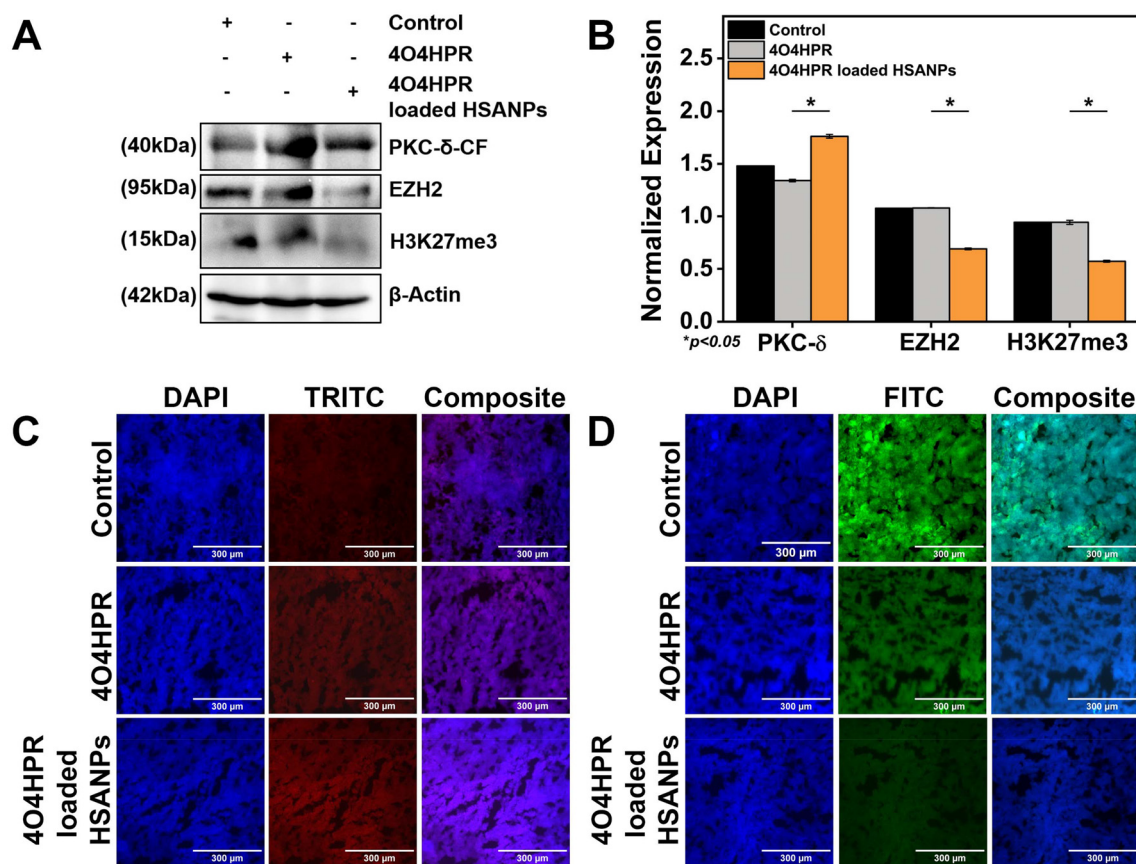 A
+ - - Control
- + - 4O4HPR
- - + 4O4HPR
loaded HSANPs
(40kDa) PKC-δ-CF
(95kDa) EZH2
(15kDa) H3K27me3
(42kDa) β-Actin
B
Control
4O4HPR
4O4HPR loaded HSANPs
Normalized Expression
2.5
2.0
1.5
1.0
0.5
0.0
* * *
*p<0.05
PKC-δ EZH2 H3K27me3
C
DAPI TRITC Composite
Control
300 µm 300 µm 300 µm
4O4HPR
300 µm 300 µm 300 µm
4O4HPR
loaded
HSANPs
300 µm 300 µm 300 µm
D
DAPI FITC Composite
Control
300 µm 300 µm 300 µm
4O4HPR
300 µm 300 µm 300 µm
4O4HPR
loaded
HSANPs
300 µm 300 µm 300 µm